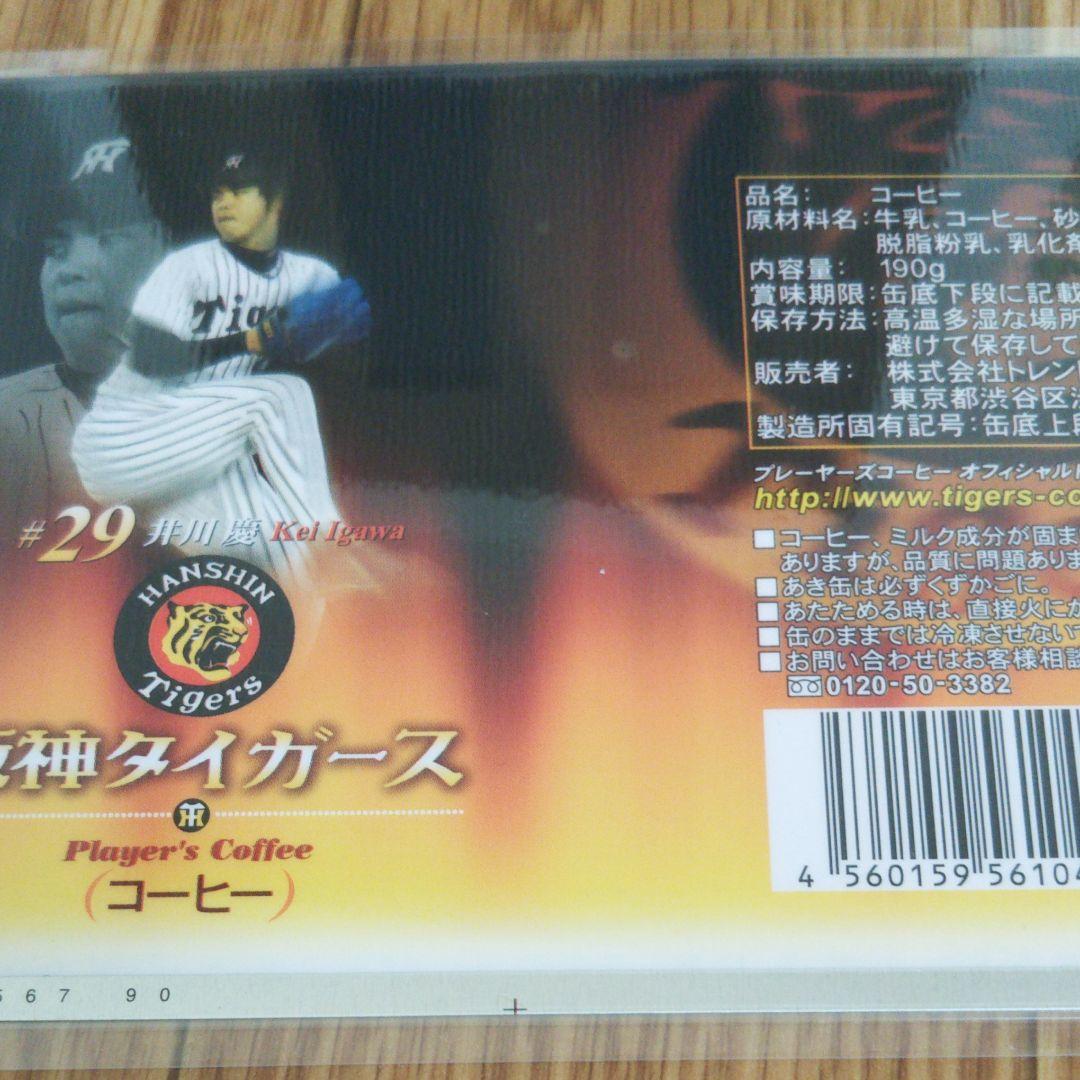 #29 井川 慶 Kei Igawa
HANSHIN
Tigers
阪神タイガース
Player's Coffee
(コーヒー)
567 90
品名: コーヒー
原材料名:牛乳、コーヒー、砂
脱脂粉乳、乳化剤
内容量: 190g
賞味期限:缶底下段に記載
保存方法:高温多湿な場所
避けて保存して
販売者: 株式会社トレン
東京都渋谷区
製造所固有記号:缶底上段
プレーヤーズコーヒー オフィシャル
http://www.tigers-co
■コーヒー、ミルク成分が固ま
ありますが、品質に問題ありま
■あき缶は必ずくずかごに。
■あたためる時は、直接火にか
■缶のままでは冷凍させない
■お問い合わせはお客様相談
0120-50-3382
4 560159 56104